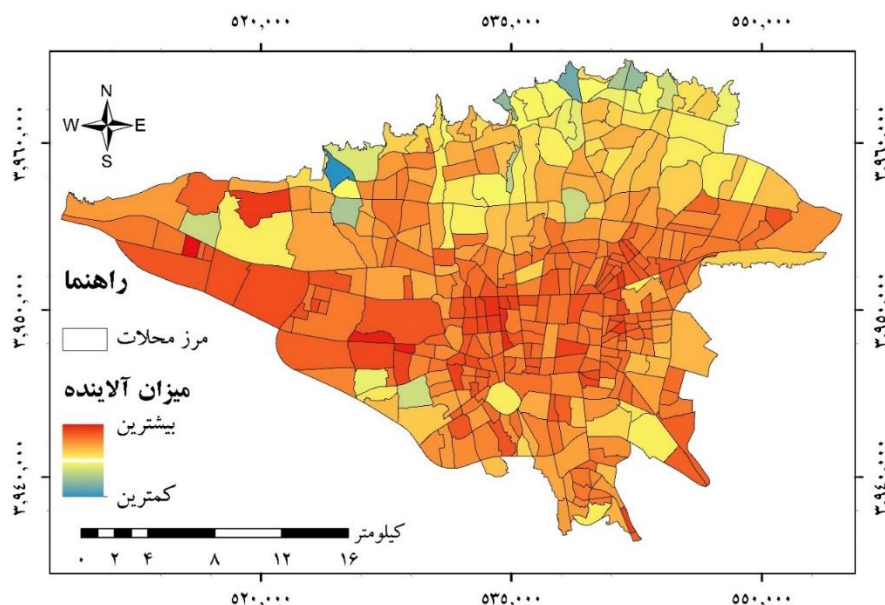 ۵۲۰,۰۰۰ ۵۳۵,۰۰۰ ۵۵۰,۰۰۰
N
W E
S
۳,۹۶۰,۰۰۰ ۳,۹۶۰,۰۰۰
راهنما
۳,۹۵۰,۰۰۰ ۳,۹۵۰,۰۰۰
مرز محلات
میزان آلاینده
بیشترین
کمترین
۳,۹۴۰,۰۰۰ ۳,۹۴۰,۰۰۰
کیلومتر
۰ ۲ ۴ ۸ ۱۲ ۱۶
۵۲۰,۰۰۰ ۵۳۵,۰۰۰ ۵۵۰,۰۰۰